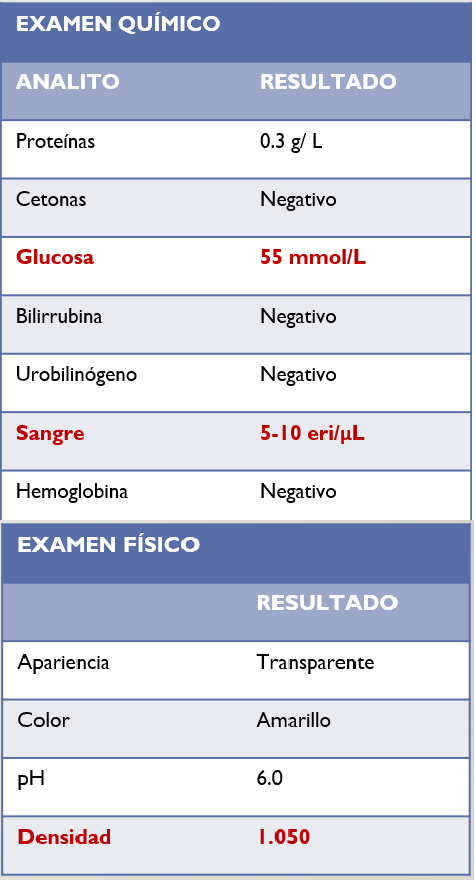 EXAMEN QUÍMICO
ANALITO RESULTADO
Proteínas 0.3 g/ L
Cetonas Negativo
Glucosa 55 mmol/L
Bilirrubina Negativo
Urobilinógeno Negativo
Sangre 5-10 eri/µL
Hemoglobina Negativo
EXAMEN FÍSICO
RESULTADO
Apariencia Transparente
Color Amarillo
pH 6.0
Densidad 1.050